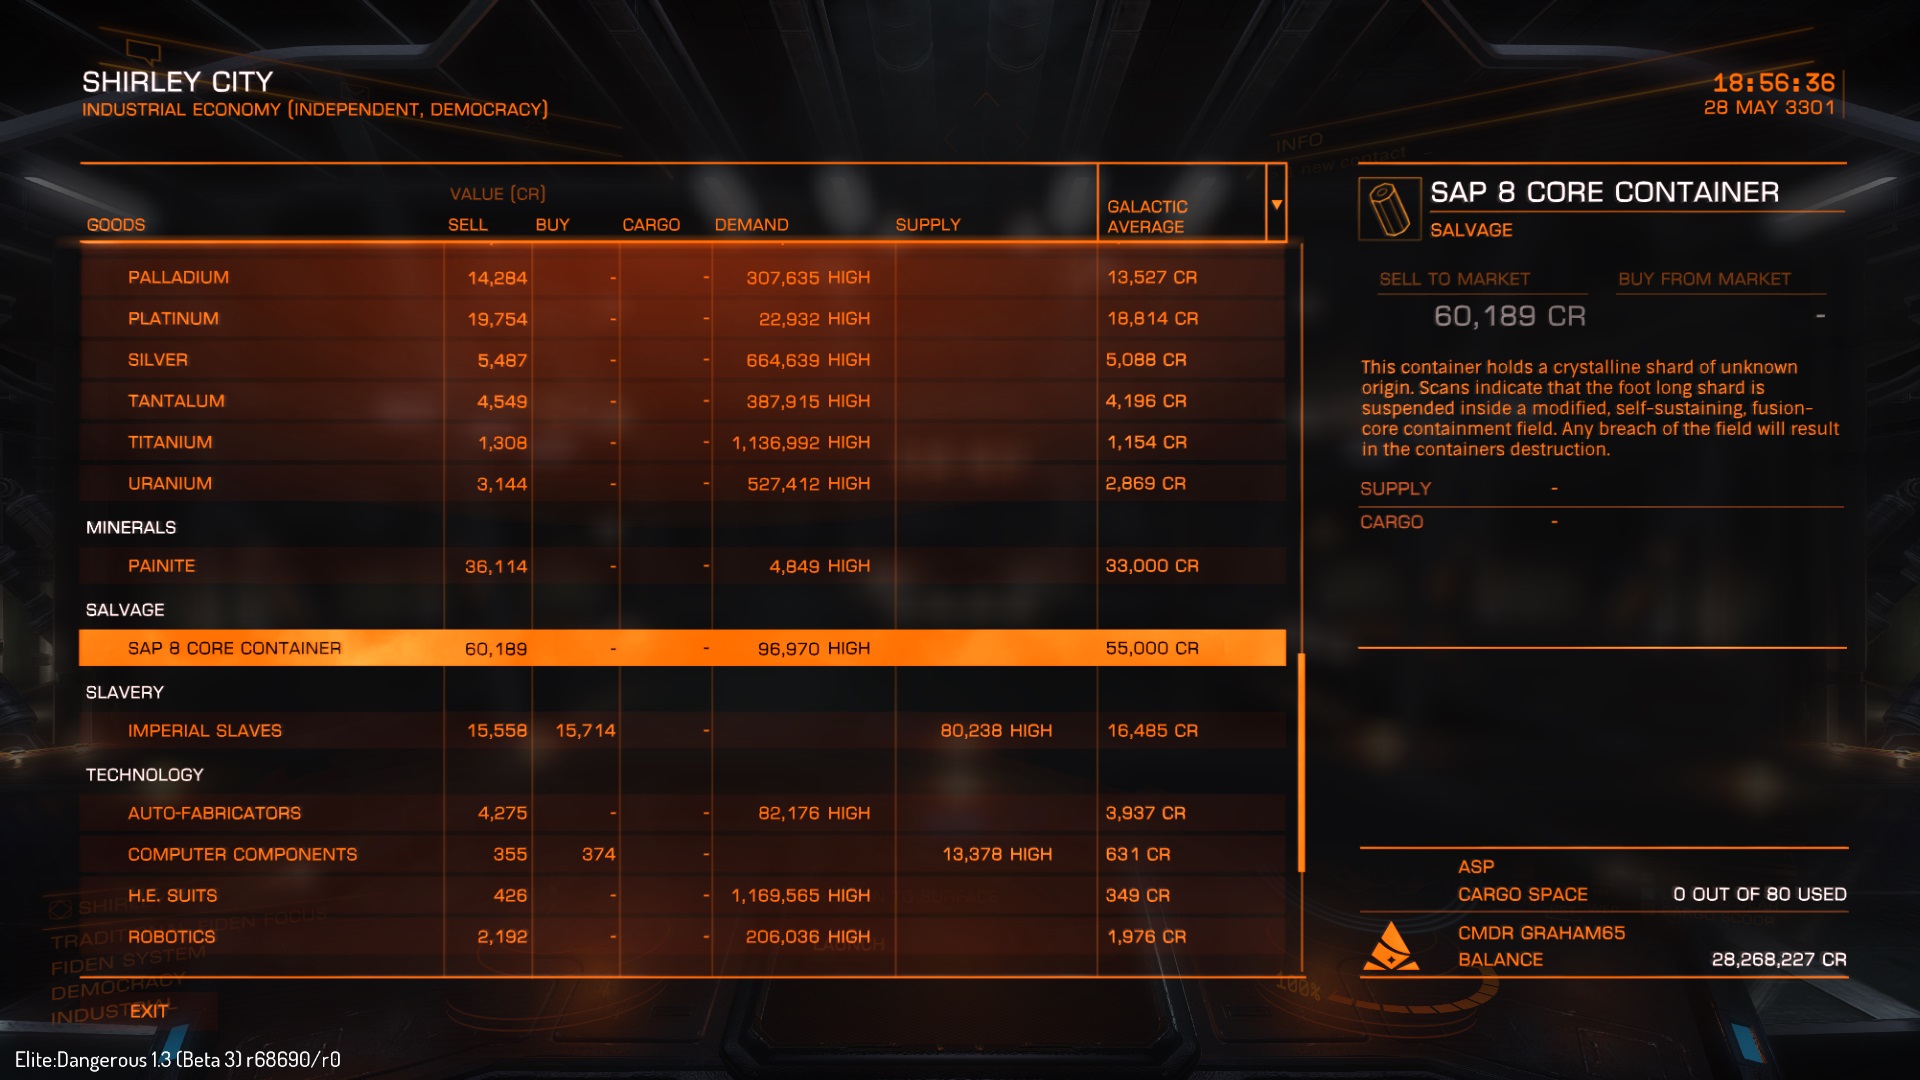 SHIRLEY CITY
INDUSTRIAL ECONOMY (INDEPENDENT, DEMOCRACY)
18:56:36
28 MAY 3301
INFO
new contact
VALUE (CR)
GOODS SELL BUY CARGO DEMAND SUPPLY GALACTIC AVERAGE
PALLADIUM 14,284 - - 307,635 HIGH 13,527 CR
PLATINUM 19,754 - - 22,932 HIGH 18,814 CR
SILVER 5,487 - - 664,639 HIGH 5,088 CR
TANTALUM 4,549 - - 387,915 HIGH 4,196 CR
TITANIUM 1,308 - - 1,136,992 HIGH 1,154 CR
URANIUM 3,144 - - 527,412 HIGH 2,869 CR
MINERALS
PAINITE 36,114 - - 4,849 HIGH 33,000 CR
SALVAGE
SAP 8 CORE CONTAINER 60,189 - - 96,970 HIGH 55,000 CR
SLAVERY
IMPERIAL SLAVES 15,558 15,714 - 80,238 HIGH 16,485 CR
TECHNOLOGY
AUTO-FABRICATORS 4,275 - - 82,176 HIGH 3,937 CR
COMPUTER COMPONENTS 355 374 - 13,378 HIGH 631 CR
H.E. SUITS 426 - - 1,169,565 HIGH 349 CR
ROBOTICS 2,192 - - 206,036 HIGH 1,976 CR
SAP 8 CORE CONTAINER
SALVAGE
SELL TO MARKET BUY FROM MARKET
60,189 CR -
This container holds a crystalline shard of unknown
origin. Scans indicate that the foot long shard is
suspended inside a modified, self-sustaining, fusion-
core containment field. Any breach of the field will result
in the containers destruction.
SUPPLY -
CARGO -
ASP
CARGO SPACE 0 OUT OF 80 USED
CMDR GRAHAM65
BALANCE 28,268,227 CR
FIDEN SYSTEM
DEMOCRACY
LAUNCH
100%
EXIT
Elite:Dangerous 1.3 (Beta 3) r68690/r0